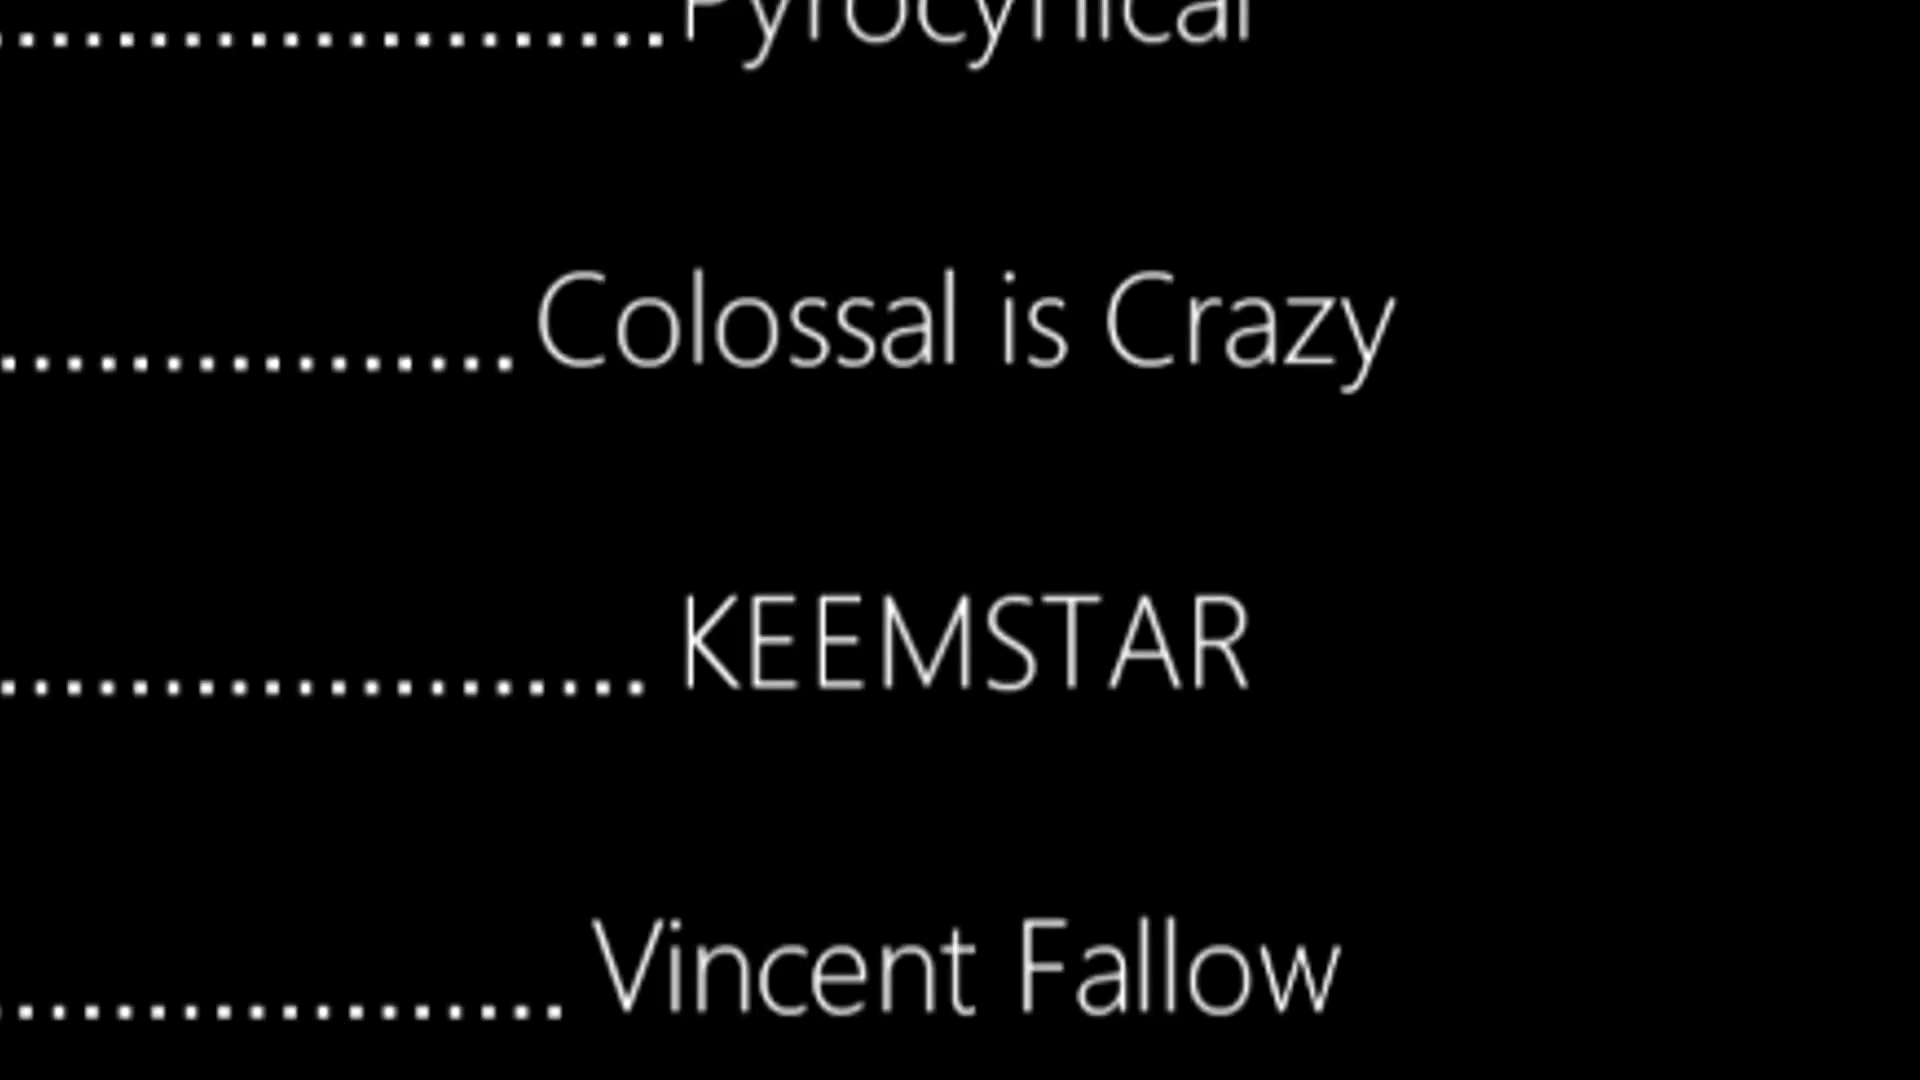 .....................Pyrocynical
................Colossal is Crazy
.................... KEEMSTAR
.................Vincent Fallow